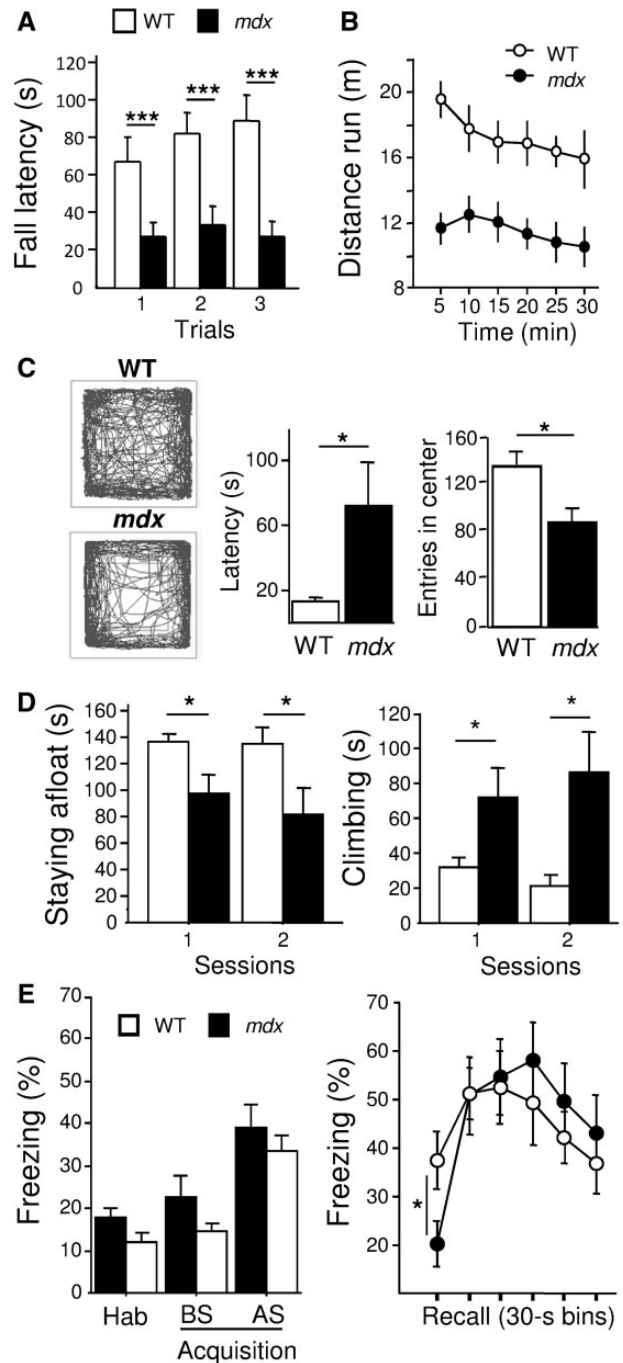 A
WT mdx
Fall latency (s)
120
100
80
60
40
20
0
*** *** ***
1 2 3
Trials
B
WT
mdx
Distance run (m)
20
16
12
8
5 10 15 20 25 30
Time (min)
C
WT
mdx
Latency (s)
100
60
20
*
WT mdx
Entries in center
160
120
80
40
0
*
WT mdx
D
Staying afloat (s)
160
140
120
100
80
60
40
20
0
* *
1 2
Sessions
Climbing (s)
120
100
80
60
40
20
0
* *
1 2
Sessions
E
WT mdx
Freezing (%)
70
60
50
40
30
20
10
0
Hab BS AS
Acquisition
Freezing (%)
70
60
50
40
30
20
*
Recall (30-s bins)